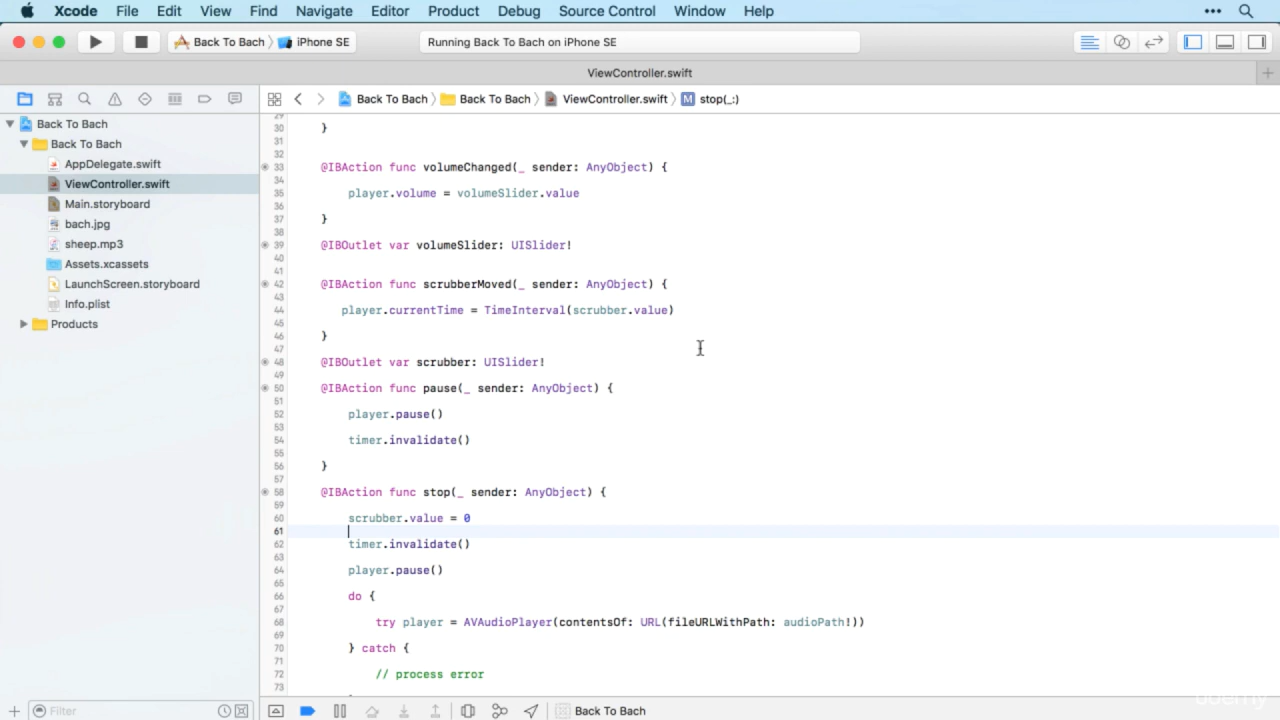 Xcode File Edit View Find Navigate Editor Product Debug Source Control Window Help
Back To Bach iPhone SE Running Back To Bach on iPhone SE
ViewController.swift
Back To Bach Back To Bach ViewController.swift M stop(_:)
Back To Bach
Back To Bach
AppDelegate.swift
ViewController.swift
Main.storyboard
bach.jpg
sheep.mp3
Assets.xcassets
LaunchScreen.storyboard
Info.plist
Products
29
30 }
31
32
33 @IBAction func volumeChanged(_ sender: AnyObject) {
34
35 player.volume = volumeSlider.value
36
37 }
38
39 @IBOutlet var volumeSlider: UISlider!
40
41
42 @IBAction func scrubberMoved(_ sender: AnyObject) {
43
44 player.currentTime = TimeInterval(scrubber.value)
45
46 }
47
48 @IBOutlet var scrubber: UISlider!
49
50 @IBAction func pause(_ sender: AnyObject) {
51
52 player.pause()
53
54 timer.invalidate()
55
56 }
57
58 @IBAction func stop(_ sender: AnyObject) {
59
60 scrubber.value = 0
61
62 timer.invalidate()
63
64 player.pause()
65
66 do {
67
68 try player = AVAudioPlayer(contentsOf: URL(fileURLWithPath: audioPath!))
69
70 } catch {
71
72 // process error
73
Filter
Back To Bach
udemy